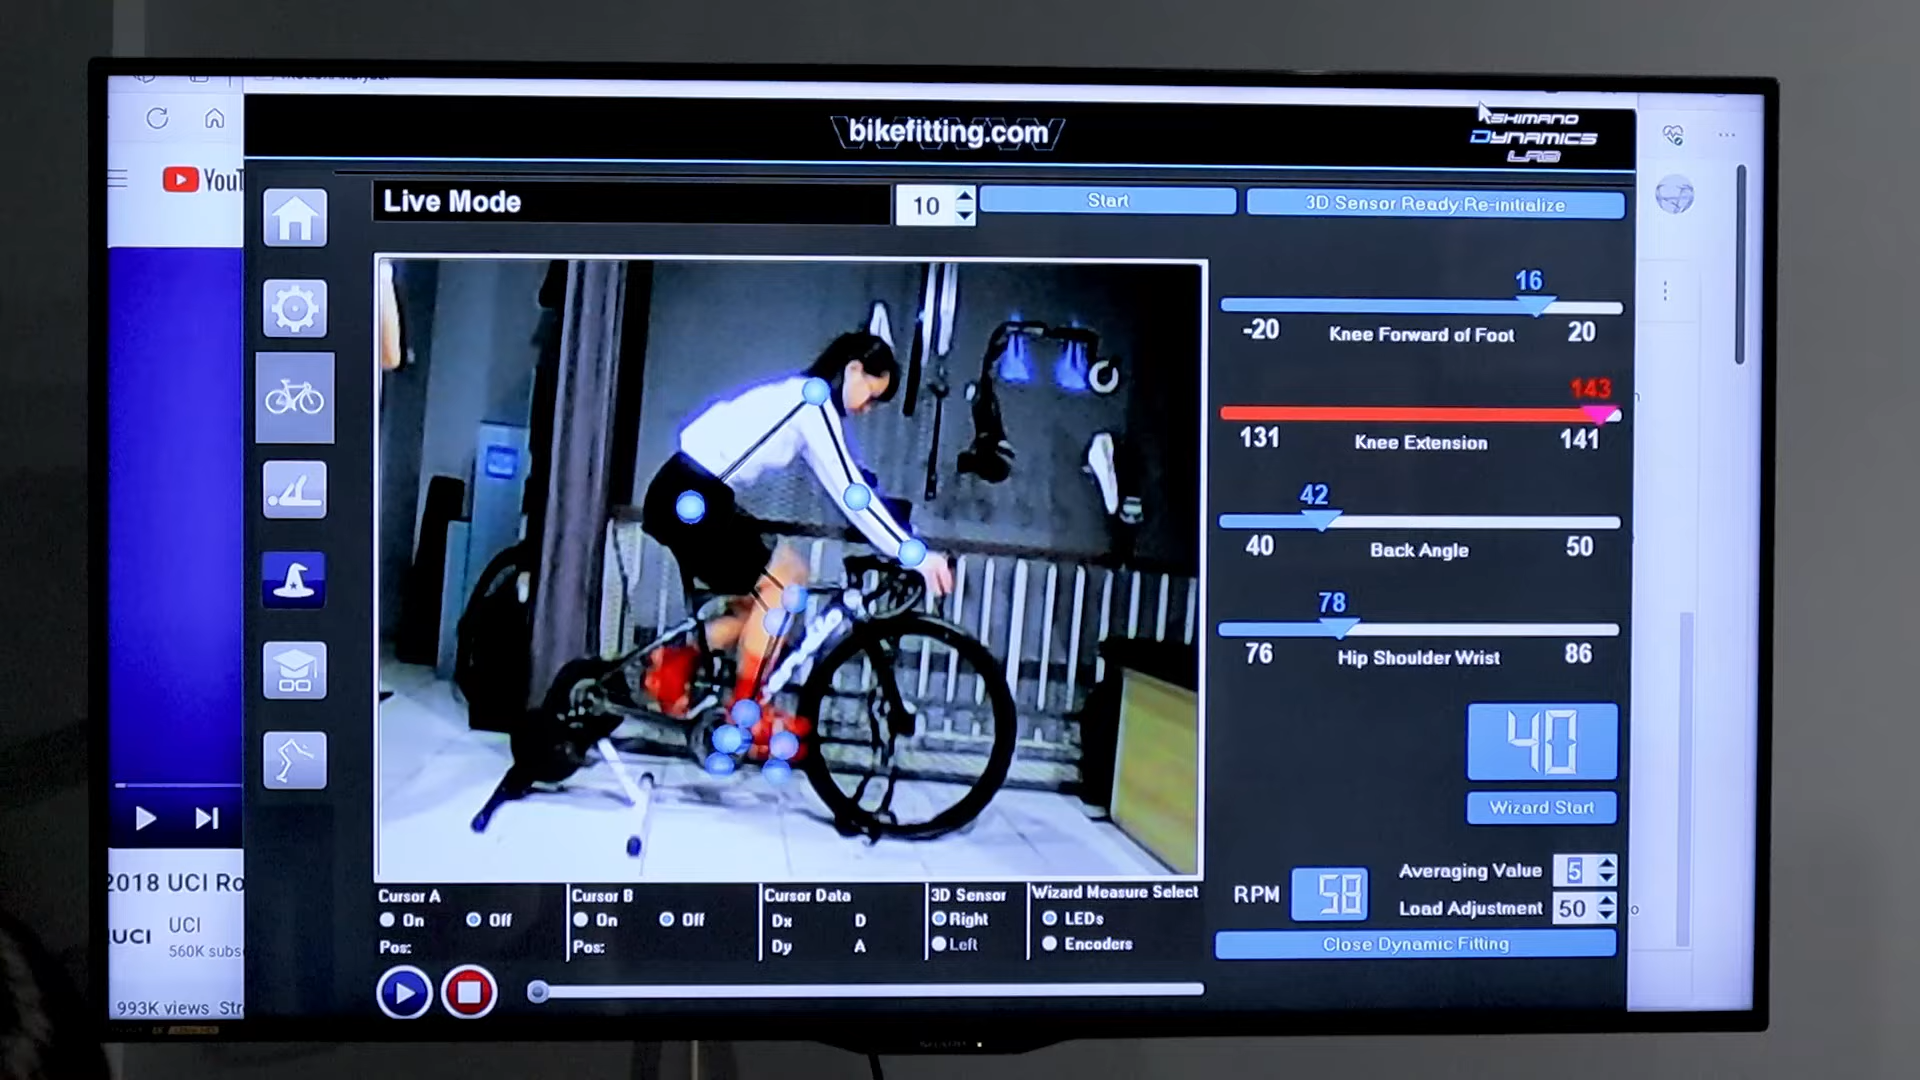 bikefitting.com
SHIMANO
DYNAMICS
LAB
YouT
Live Mode
10
Start
3D Sensor Ready Re-initialize
16
-20
Knee Forward of Foot
20
143
131
Knee Extension
141
42
40
Back Angle
50
78
76
Hip Shoulder Wrist
86
40
Wizard Start
RPM
58
Averaging Value
5
Load Adjustment
50
Close Dynamic Fitting
Cursor A
On
Off
Pos:
Cursor B
On
Off
Pos:
Cursor Data
Dx
D
Dy
A
3D Sensor
Right
Left
Wizard Measure Select
LEDs
Encoders
2018 UCI Ro
UCI
UCI
560K subs
993K views Str